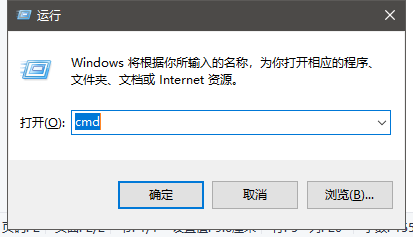 运行
Windows 将根据你所输入的名称，为你打开相应的程序、
文件夹、文档或 Internet 资源。
打开(O): cmd
确定 取消 浏览(B)...